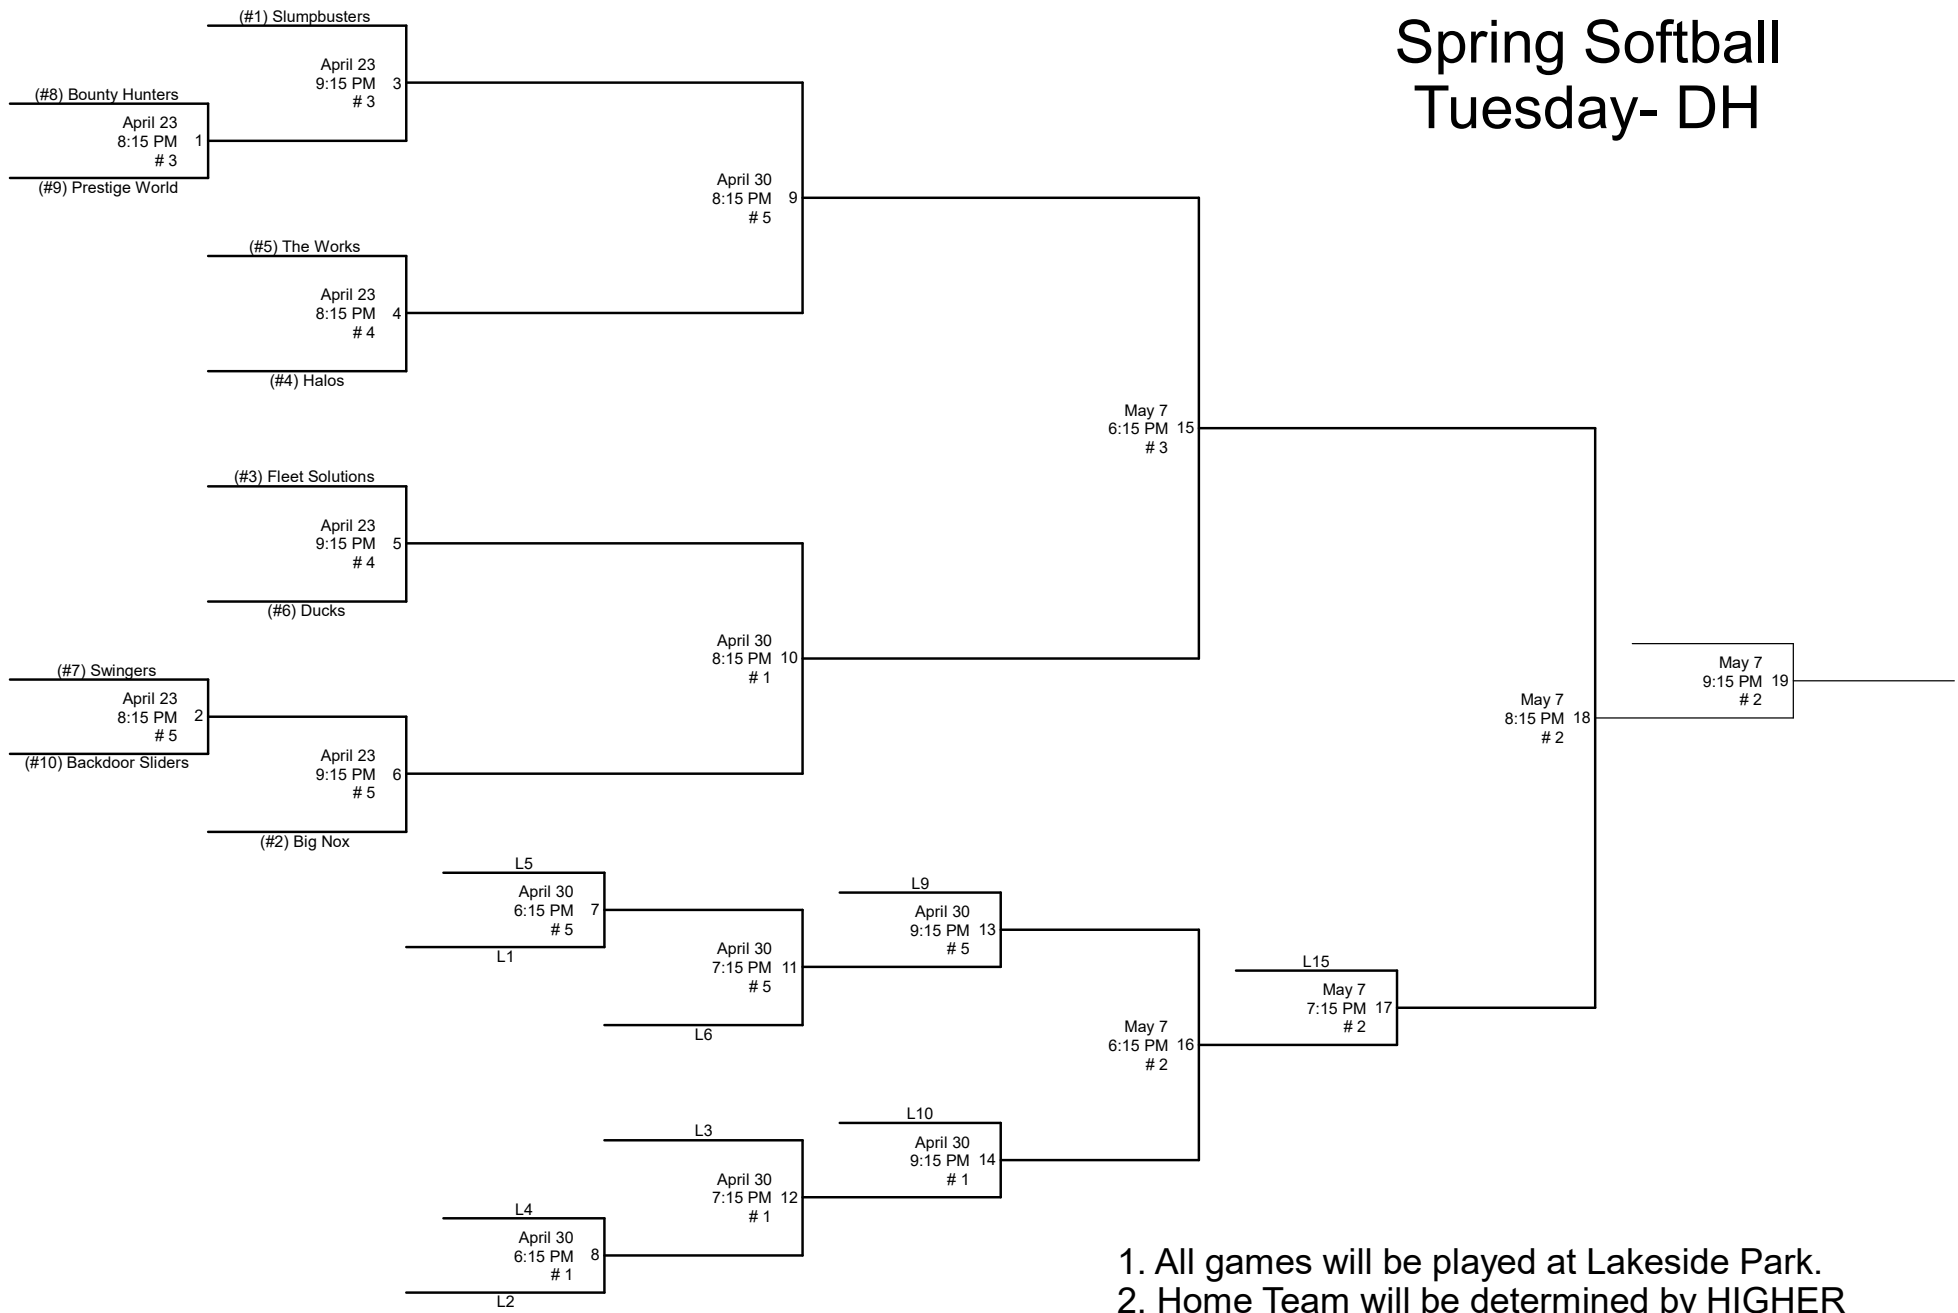 Spring Softball
Tuesday- DH
(#1) Slumpbusters
April 23
9:15 PM 3
# 3
(#8) Bounty Hunters
April 23
8:15 PM 1
# 3
(#9) Prestige World
April 30
8:15 PM 9
# 5
(#5) The Works
April 23
8:15 PM 4
# 4
(#4) Halos
May 7
6:15 PM 15
# 3
(#3) Fleet Solutions
April 23
9:15 PM 5
# 4
(#6) Ducks
April 30
8:15 PM 10
# 1
(#7) Swingers
April 23
8:15 PM 2
# 5
(#10) Backdoor Sliders
April 23
9:15 PM 6
# 5
(#2) Big Nox
May 7
9:15 PM 19
# 2
May 7
8:15 PM 18
# 2
L5
April 30
6:15 PM 7
# 5
L1
L9
April 30
9:15 PM 13
# 5
April 30
7:15 PM 11
# 5
L6
L15
May 7
7:15 PM 17
# 2
May 7
6:15 PM 16
# 2
L10
April 30
9:15 PM 14
# 1
L3
April 30
7:15 PM 12
# 1
L4
April 30
6:15 PM 8
# 1
L2
1. All games will be played at Lakeside Park.
2. Home Team will be determined by HIGHER